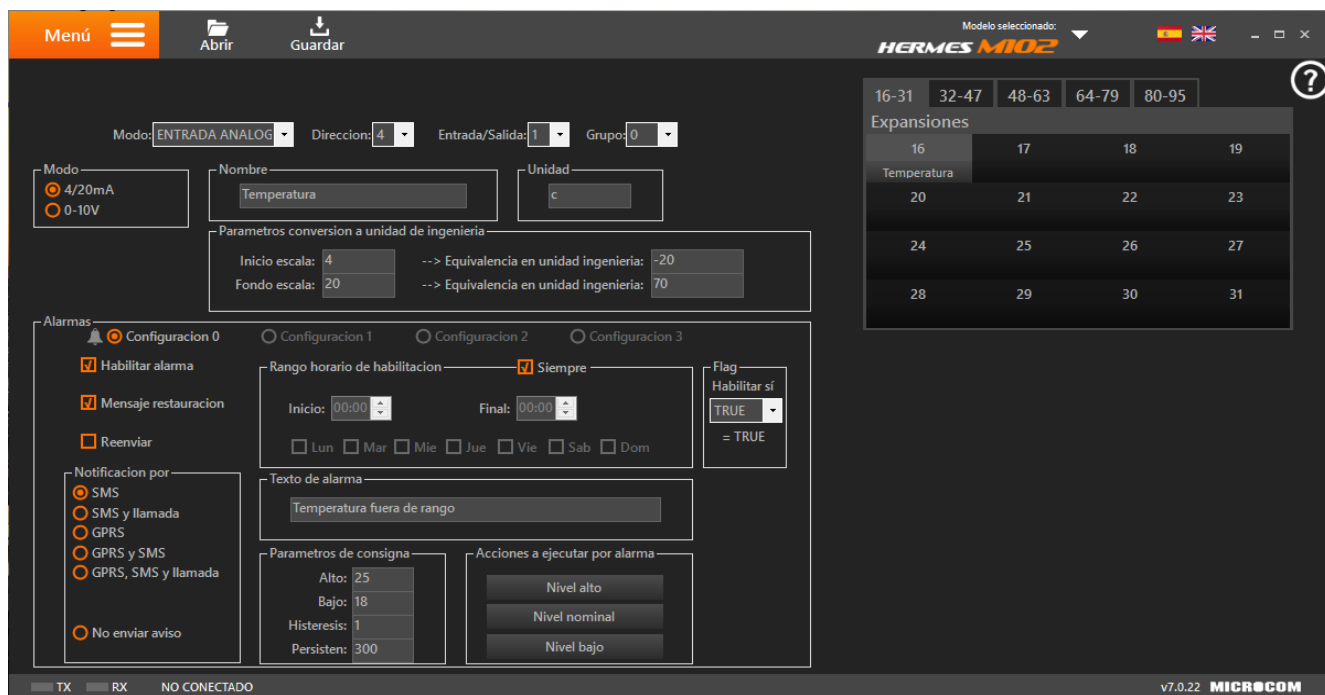 Menú Abrir Guardar Modelo seleccionado: HERMES M102
16-31 32-47 48-63 64-79 80-95
?
Expansiones
16 17 18 19
Temperatura
20 21 22 23
24 25 26 27
28 29 30 31
Modo: ENTRADA ANALOG Direccion: 4 Entrada/Salida: 1 Grupo: 0
Modo
4/20mA
0-10V
Nombre
Temperatura
Unidad
c
Parametros conversion a unidad de ingenieria
Inicio escala: 4 --> Equivalencia en unidad ingenieria: -20
Fondo escala: 20 --> Equivalencia en unidad ingenieria: 70
Alarmas
Configuracion 0 Configuracion 1 Configuracion 2 Configuracion 3
Habilitar alarma
Mensaje restauracion
Reenviar
Rango horario de habilitacion Siempre
Inicio: 00:00 Final: 00:00
Lun Mar Mie Jue Vie Sab Dom
Flag
Habilitar sí
TRUE
= TRUE
Notificacion por
SMS
SMS y llamada
GPRS
GPRS y SMS
GPRS, SMS y llamada
No enviar aviso
Texto de alarma
Temperatura fuera de rango
Parametros de consigna
Alto: 25
Bajo: 18
Histeresis: 1
Persisten: 300
Acciones a ejecutar por alarma
Nivel alto
Nivel nominal
Nivel bajo
TX RX NO CONECTADO v7.0.22 MICROCOM